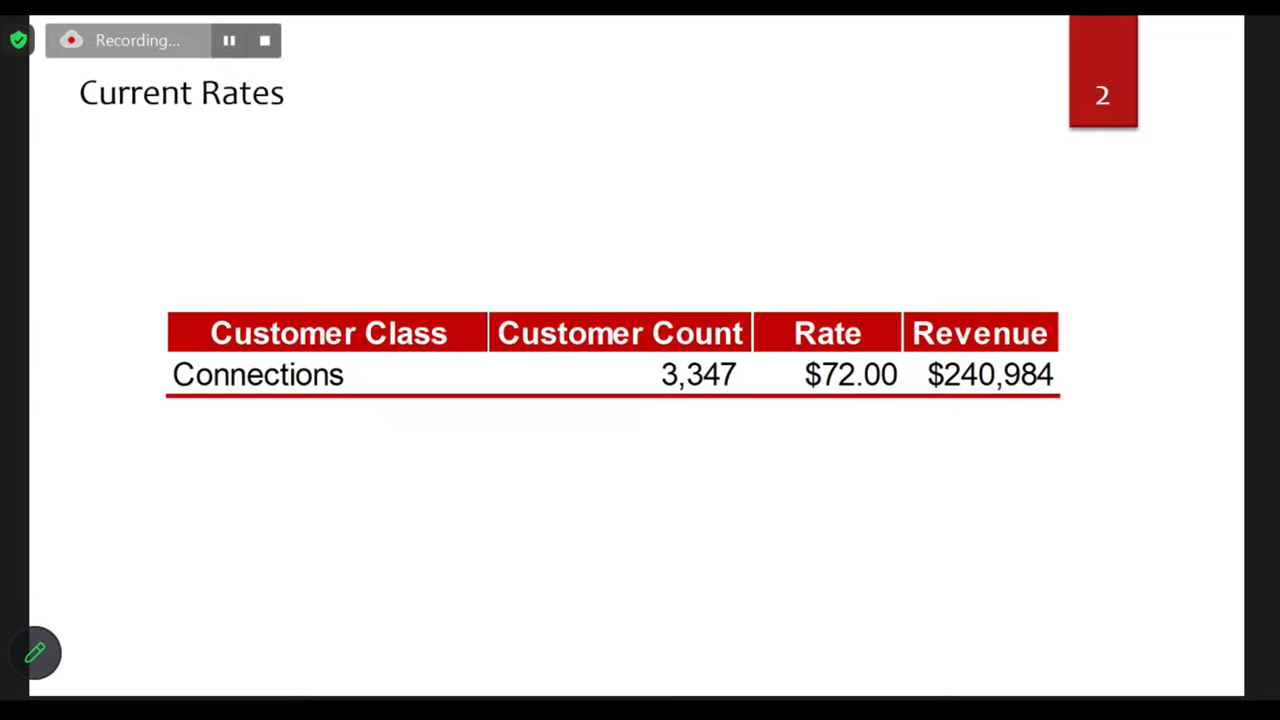 Recording...
Current Rates
2
Customer Class Customer Count Rate Revenue
Connections 3,347 $72.00 $240,984